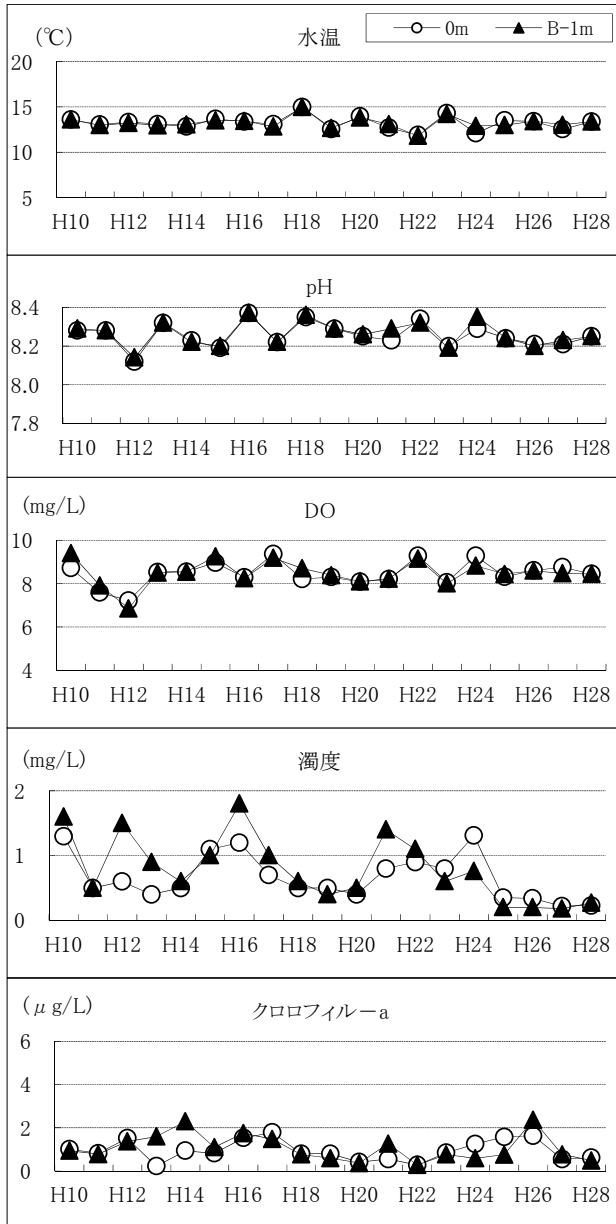 (℃) 水温 0m B-1m
20
15
10
5
H10 H12 H14 H16 H18 H20 H22 H24 H26 H28
pH
8.4
8.2
8.0
7.8
H10 H12 H14 H16 H18 H20 H22 H24 H26 H28
(mg/L) DO
10
8
6
4
H10 H12 H14 H16 H18 H20 H22 H24 H26 H28
(mg/L) 濁度
2
1
0
H10 H12 H14 H16 H18 H20 H22 H24 H26 H28
(μg/L) クロロフィル－a
6
4
2
0
H10 H12 H14 H16 H18 H20 H22 H24 H26 H28